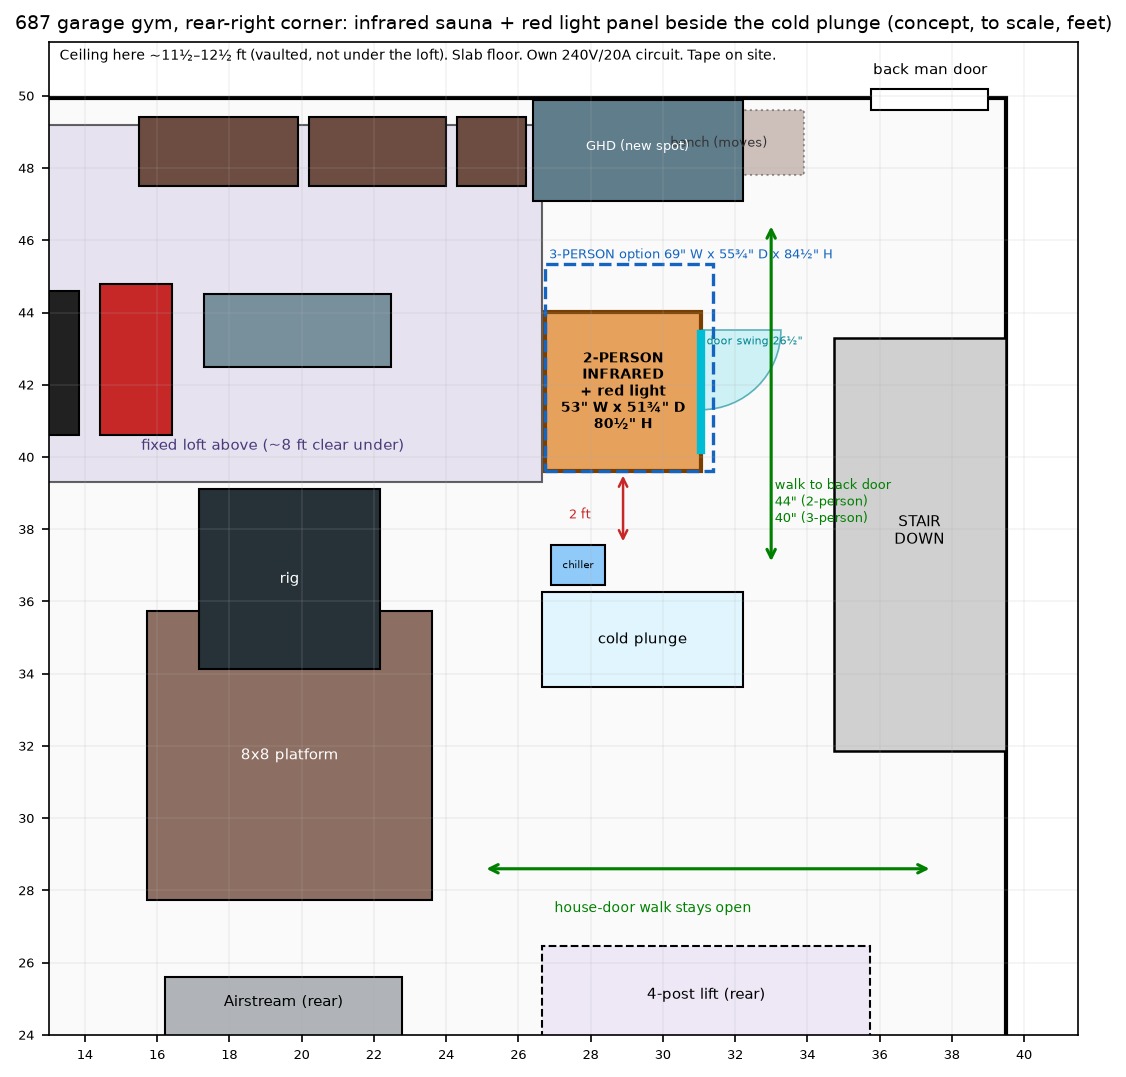 687 garage gym, rear-right corner: infrared sauna + red light panel beside the cold plunge (concept, to scale, feet)
Ceiling here ~11½–12½ ft (vaulted, not under the loft). Slab floor. Own 240V/20A circuit. Tape on site.
back man door
GHD (new spot)
bench (moves)
3-PERSON option 69" W x 55¾" D x 84½" H
door swing 26½"
2-PERSON
INFRARED
+ red light
53" W x 51¾" D
80½" H
fixed loft above (~8 ft clear under)
walk to back door
44" (2-person)
40" (3-person)
STAIR
DOWN
2 ft
chiller
rig
cold plunge
8x8 platform
house-door walk stays open
Airstream (rear)
4-post lift (rear)
50
48
46
44
42
40
38
36
34
32
30
28
26
24
14
16
18
20
22
24
26
28
30
32
34
36
38
40